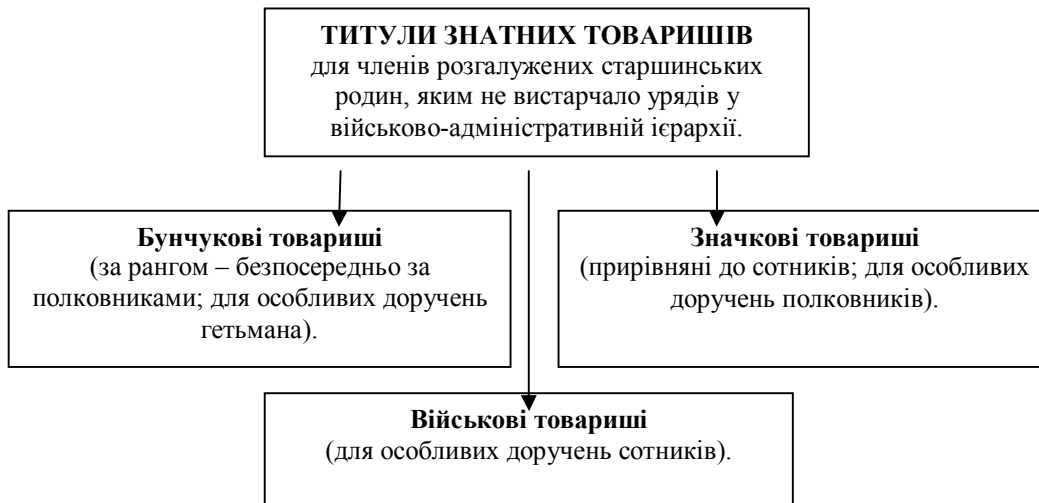 ТИТУЛИ ЗНАТНИХ ТОВАРИШІВ
для членів розгалужених старшинських
родин, яким не вистарчало урядів у
військово-адміністративній ієрархії.
Бунчукові товариші
(за рангом – безпосередньо за
полковниками; для особливих доручень
гетьмана).
Значкові товариші
(прирівняні до сотників; для особливих
доручень полковників).
Військові товариші
(для особливих доручень сотників).